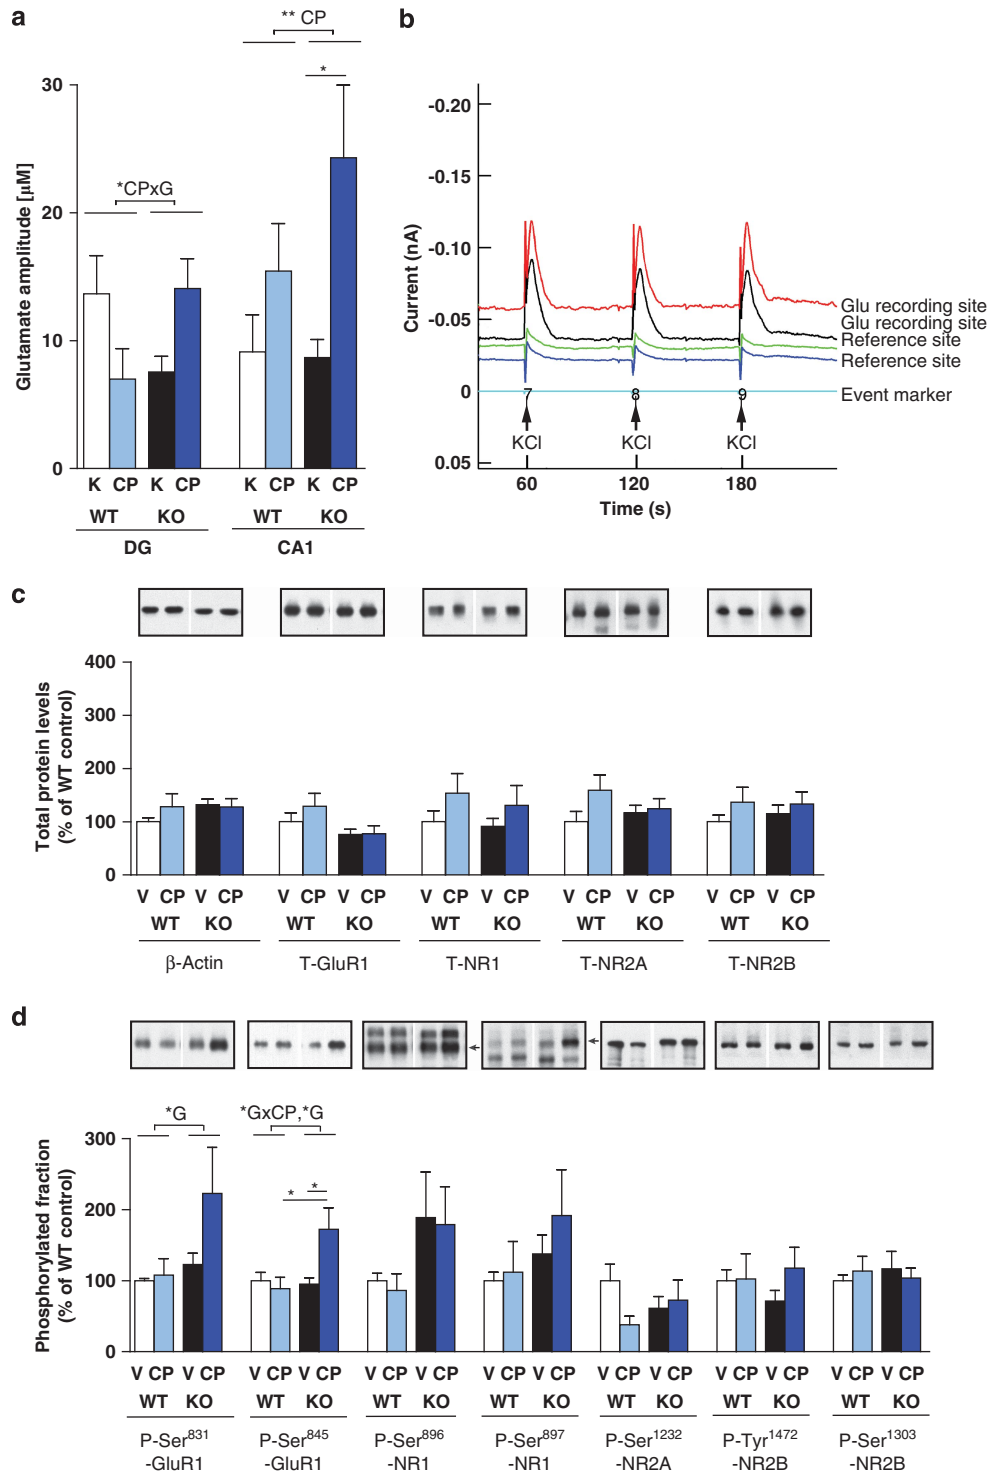 a
** CP
*
*CPxG
Glutamate amplitude [µM]
30
20
10
0
K CP K CP K CP K CP
WT KO WT KO
DG CA1
b
Current (nA)
-0.20
-0.15
-0.10
-0.05
0
0.05
Glu recording site
Glu recording site
Reference site
Reference site
Event marker
7 8 9
KCl KCl KCl
60 120 180
Time (s)
c
Total protein levels
(% of WT control)
400
300
200
100
0
V CP V CP V CP V CP V CP V CP V CP V CP V CP V CP
WT KO WT KO WT KO WT KO WT KO
β-Actin T-GluR1 T-NR1 T-NR2A T-NR2B
d
*G *GxCP,*G
* *
Phosphorylated fraction
(% of WT control)
300
200
100
0
V CP V CP V CP V CP V CP V CP V CP V CP V CP V CP V CP V CP V CP V CP
WT KO WT KO WT KO WT KO WT KO WT KO WT KO
P-Ser831 P-Ser845 P-Ser896 P-Ser897 P-Ser1232 P-Tyr1472 P-Ser1303
-GluR1 -GluR1 -NR1 -NR1 -NR2A -NR2B -NR2B